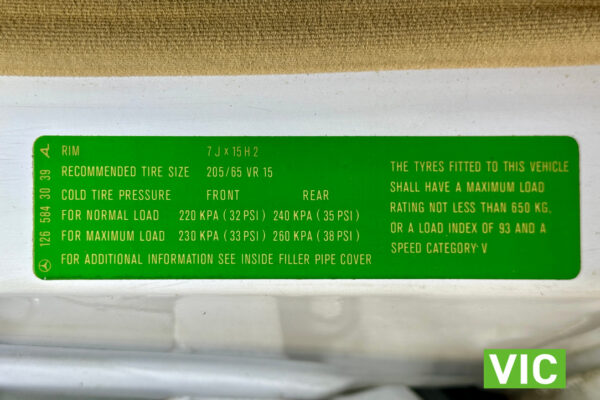 RIM 7 J x 15 H 2
RECOMMENDED TIRE SIZE 205/65 VR 15
COLD TIRE PRESSURE FRONT REAR
FOR NORMAL LOAD 220 KPA (32 PSI) 240 KPA (35 PSI)
FOR MAXIMUM LOAD 230 KPA (33 PSI) 260 KPA (38 PSI)
FOR ADDITIONAL INFORMATION SEE INSIDE FILLER PIPE COVER
THE TYRES FITTED TO THIS VEHICLE
SHALL HAVE A MAXIMUM LOAD
RATING NOT LESS THAN 650 KG.
OR A LOAD INDEX OF 93 AND A
SPEED CATEGORY: V
126 584 30 39 A
VIC